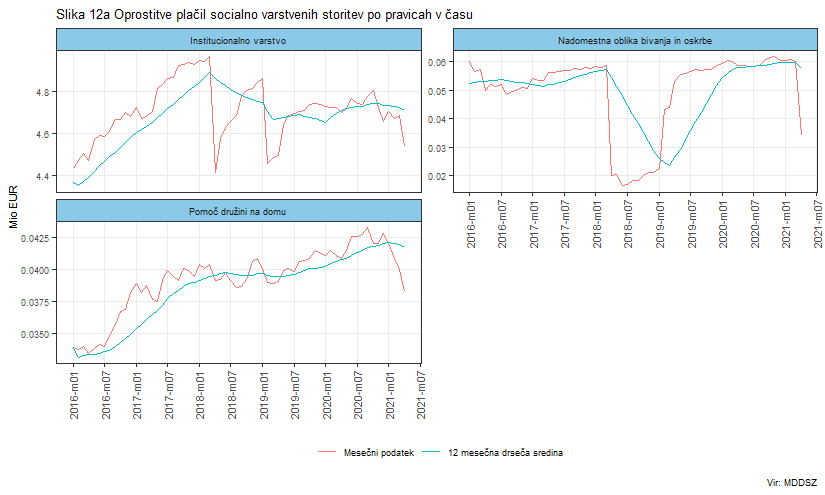 Slika 12a Oprostitve plačil socialno varstvenih storitev po pravicah v času
Institucionalno varstvo
4.8
4.6
4.4
Nadomestna oblika bivanja in oskrbe
0.06
0.05
0.04
0.03
0.02
2016-m01
2016-m07
2017-m01
2017-m07
2018-m01
2018-m07
2019-m01
2019-m07
2020-m01
2020-m07
2021-m01
2021-m07
Mio EUR
Pomoč družini na domu
0.0425
0.0400
0.0375
0.0350
2016-m01
2016-m07
2017-m01
2017-m07
2018-m01
2018-m07
2019-m01
2019-m07
2020-m01
2020-m07
2021-m01
2021-m07
Mesečni podatek
12 mesečna drseča sredina
Vir: MDDSZ